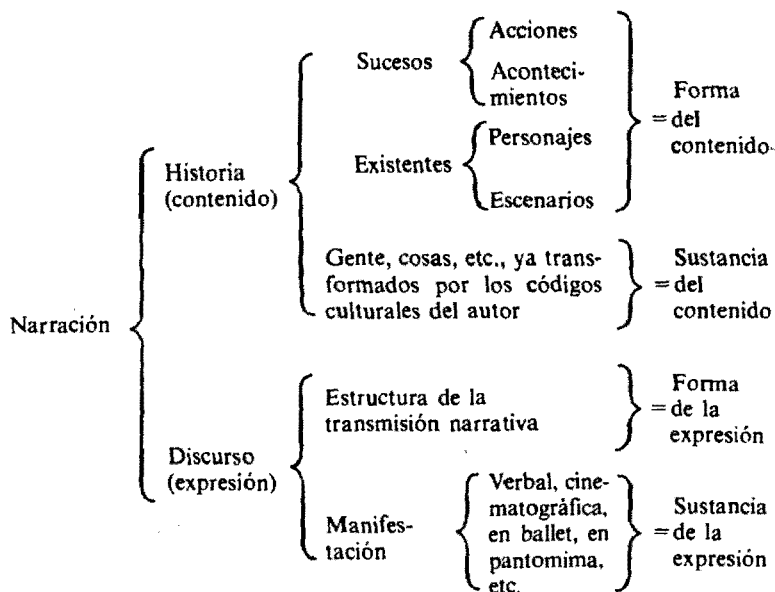 Narración
Historia
(contenido)
Sucesos
Acciones
Aconteci-
mientos
Existentes
Personajes
Escenarios
= Forma
del
contenido
Gente, cosas, etc., ya trans-
formados por los códigos
culturales del autor
= Sustancia
del
contenido
Discurso
(expresión)
Estructura de la
transmisión narrativa
= Forma
de la
expresión
Manifes-
tación
Verbal, cine-
matográfica,
en ballet, en
pantomima,
etc.
= Sustancia
de la
expresión